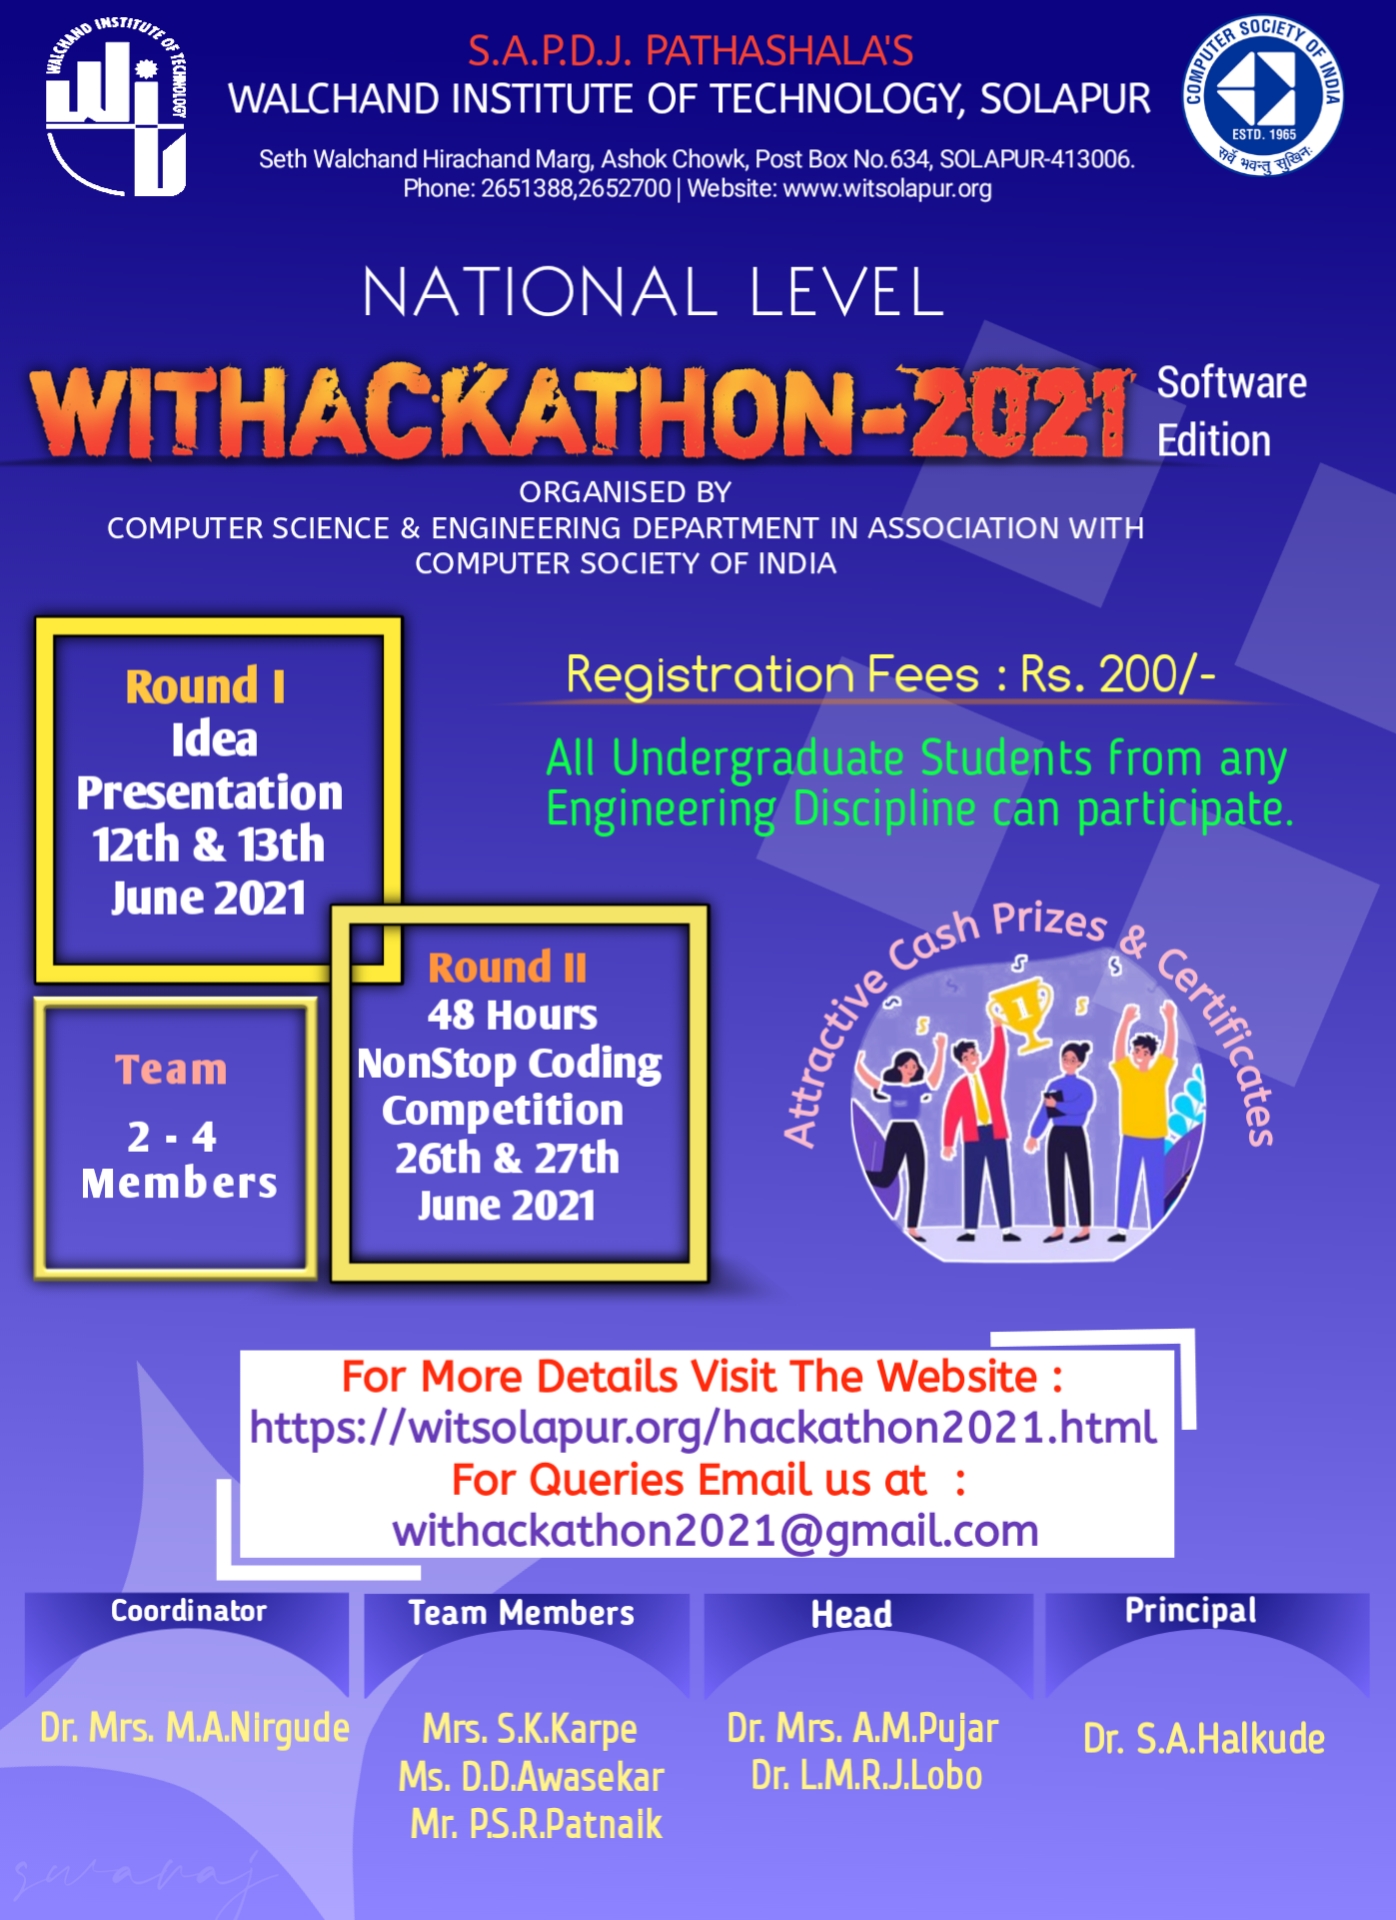 WALCHAND INSTITUTE OF TECHNOLOGY
S.A.P.D.J. PATHASHALA'S
WALCHAND INSTITUTE OF TECHNOLOGY, SOLAPUR
Seth Walchand Hirachand Marg, Ashok Chowk, Post Box No.634, SOLAPUR-413006.
Phone: 2651388,2652700 | Website: www.witsolapur.org
COMPUTER SOCIETY OF INDIA
ESTD. 1965
सर्वे भवन्तु सुखिनः
NATIONAL LEVEL
WITHACKATHON-2021
Software
Edition
ORGANISED BY
COMPUTER SCIENCE & ENGINEERING DEPARTMENT IN ASSOCIATION WITH
COMPUTER SOCIETY OF INDIA
Round I
Idea
Presentation
12th & 13th
June 2021
Registration Fees : Rs. 200/-
All Undergraduate Students from any
Engineering Discipline can participate.
Team
2 - 4
Members
Round II
48 Hours
NonStop Coding
Competition
26th & 27th
June 2021
Attractive Cash Prizes & Certificates
1
For More Details Visit The Website :
https://witsolapur.org/hackathon2021.html
For Queries Email us at :
withackathon2021@gmail.com
Coordinator
Dr. Mrs. M.A.Nirgude
Team Members
Mrs. S.K.Karpe
Ms. D.D.Awasekar
Mr. P.S.R.Patnaik
Head
Dr. Mrs. A.M.Pujar
Dr. L.M.R.J.Lobo
Principal
Dr. S.A.Halkude
swaraj